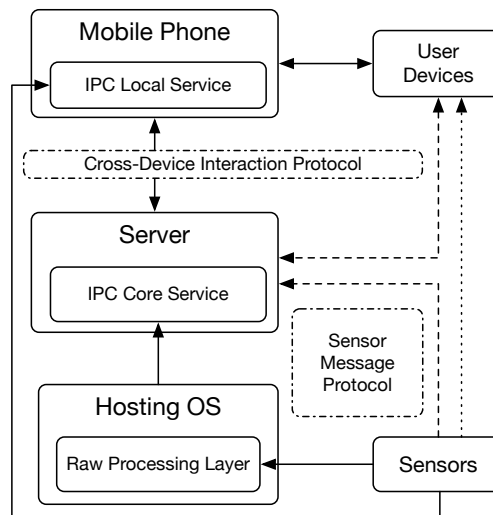 Mobile Phone
IPC Local Service
User
Devices
Cross-Device Interaction Protocol
Server
IPC Core Service
Sensor
Message
Protocol
Hosting OS
Raw Processing Layer
Sensors